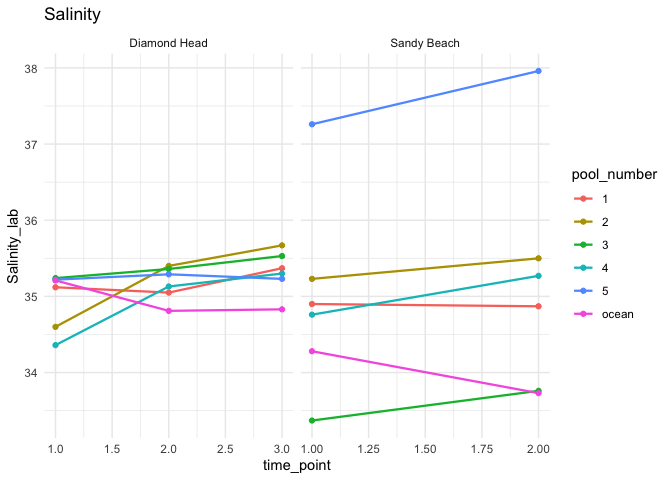 Salinity
Diamond Head Sandy Beach
38
37
36
35
34
Salinity_lab
1.0 1.5 2.0 2.5 3.0 1.00 1.25 1.50 1.75 2.00
time_point
pool_number
1
2
3
4
5
ocean